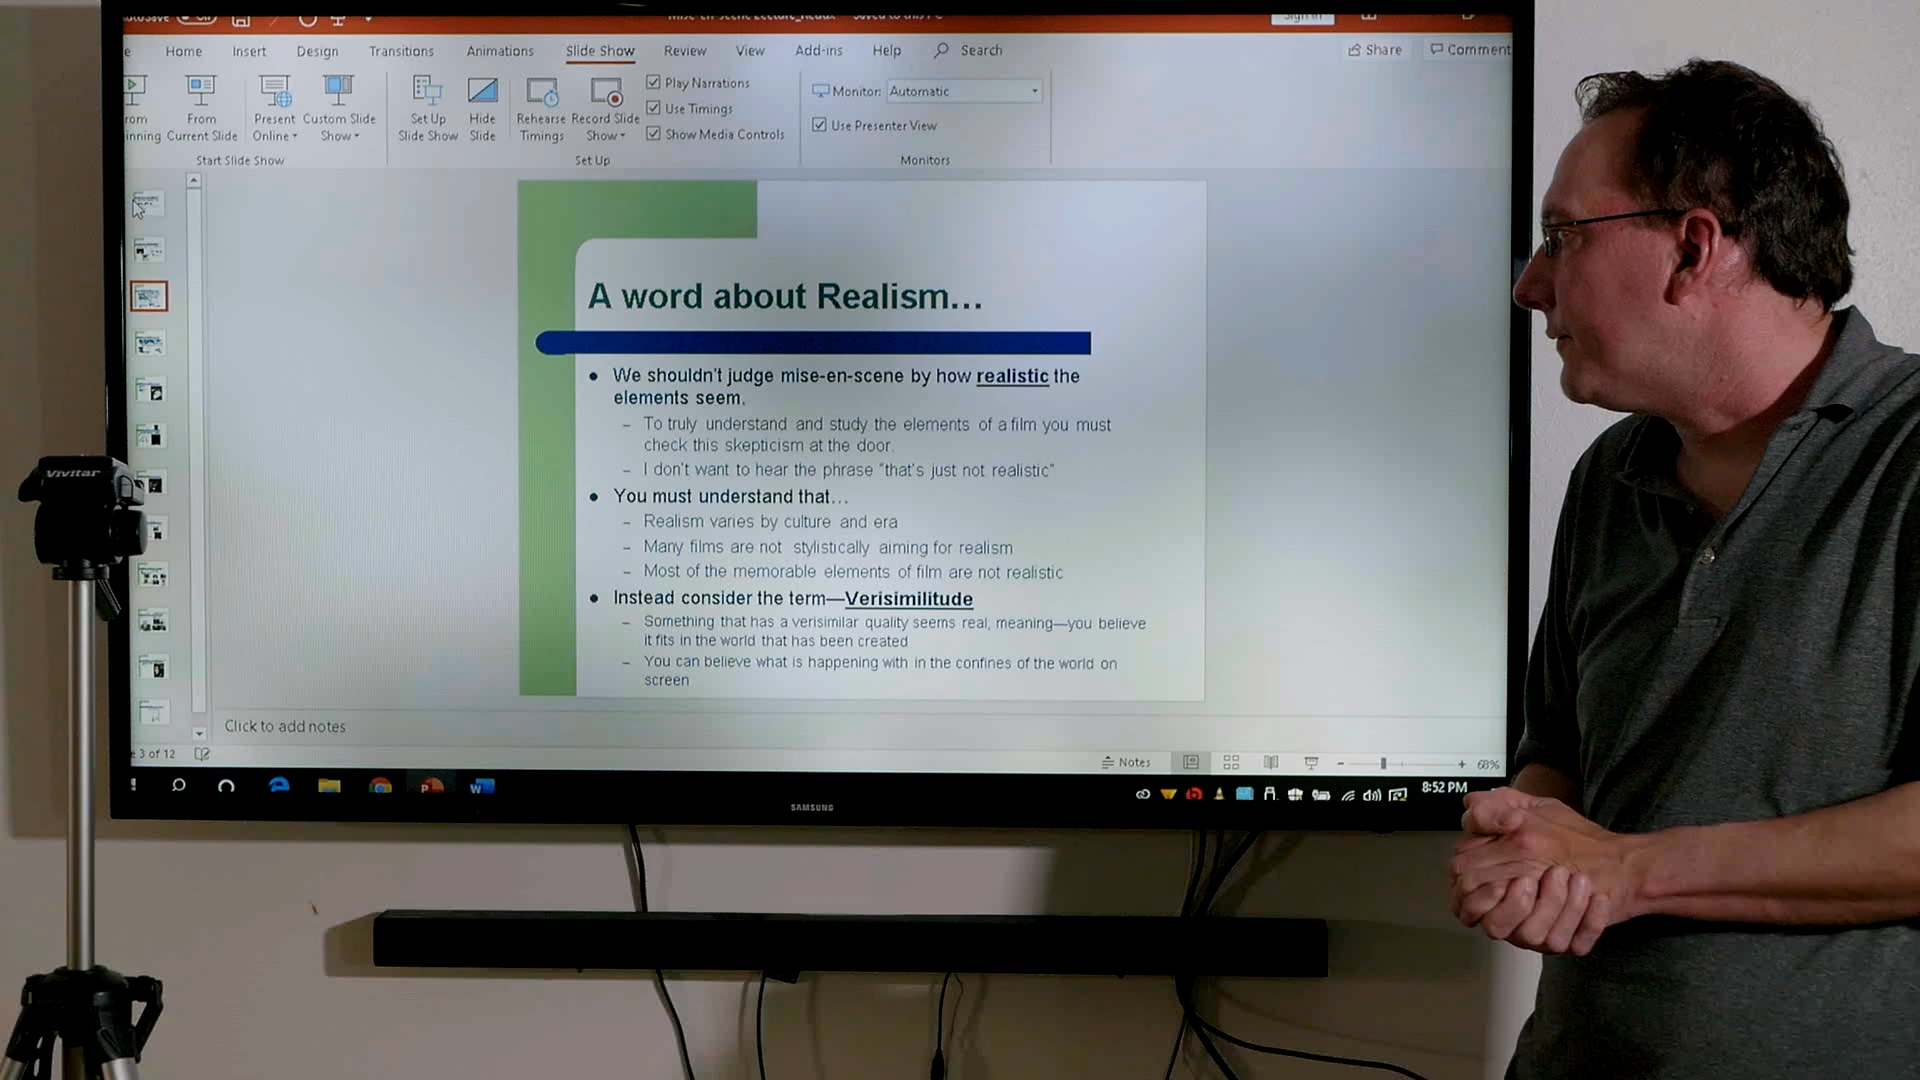 Sign in
Home Insert Design Transitions Animations Slide Show Review View Add-ins Help Search Share Comment
From Present Custom Slide Set Up Hide Rehearse Record Slide
Current Slide Online Show Slide Show Slide Timings Show
Play Narrations
Use Timings
Show Media Controls
Monitor: Automatic
Use Presenter View
Start Slide Show Set Up Monitors
A word about Realism...
• We shouldn't judge mise-en-scene by how realistic the
elements seem.
– To truly understand and study the elements of a film you must
check this skepticism at the door.
– I don't want to hear the phrase "that's just not realistic"
• You must understand that...
– Realism varies by culture and era
– Many films are not stylistically aiming for realism
– Most of the memorable elements of film are not realistic
• Instead consider the term—Verisimilitude
– Something that has a verisimilar quality seems real, meaning—you believe
it fits in the world that has been created
– You can believe what is happening with in the confines of the world on
screen
Click to add notes
3 of 12 Notes 68%
8:52 PM
SAMSUNG
Vivitar